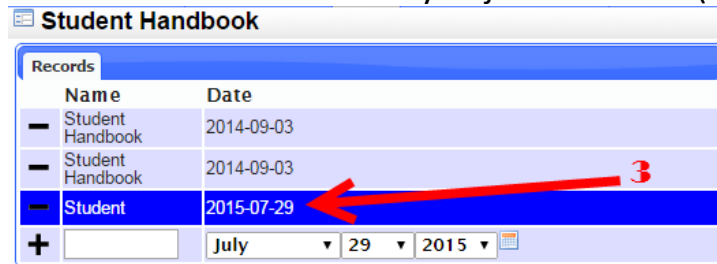 Student Handbook
Records
Name Date
Student
Handbook 2014-09-03
Student
Handbook 2014-09-03
3
Student 2015-07-29
July 29 2015